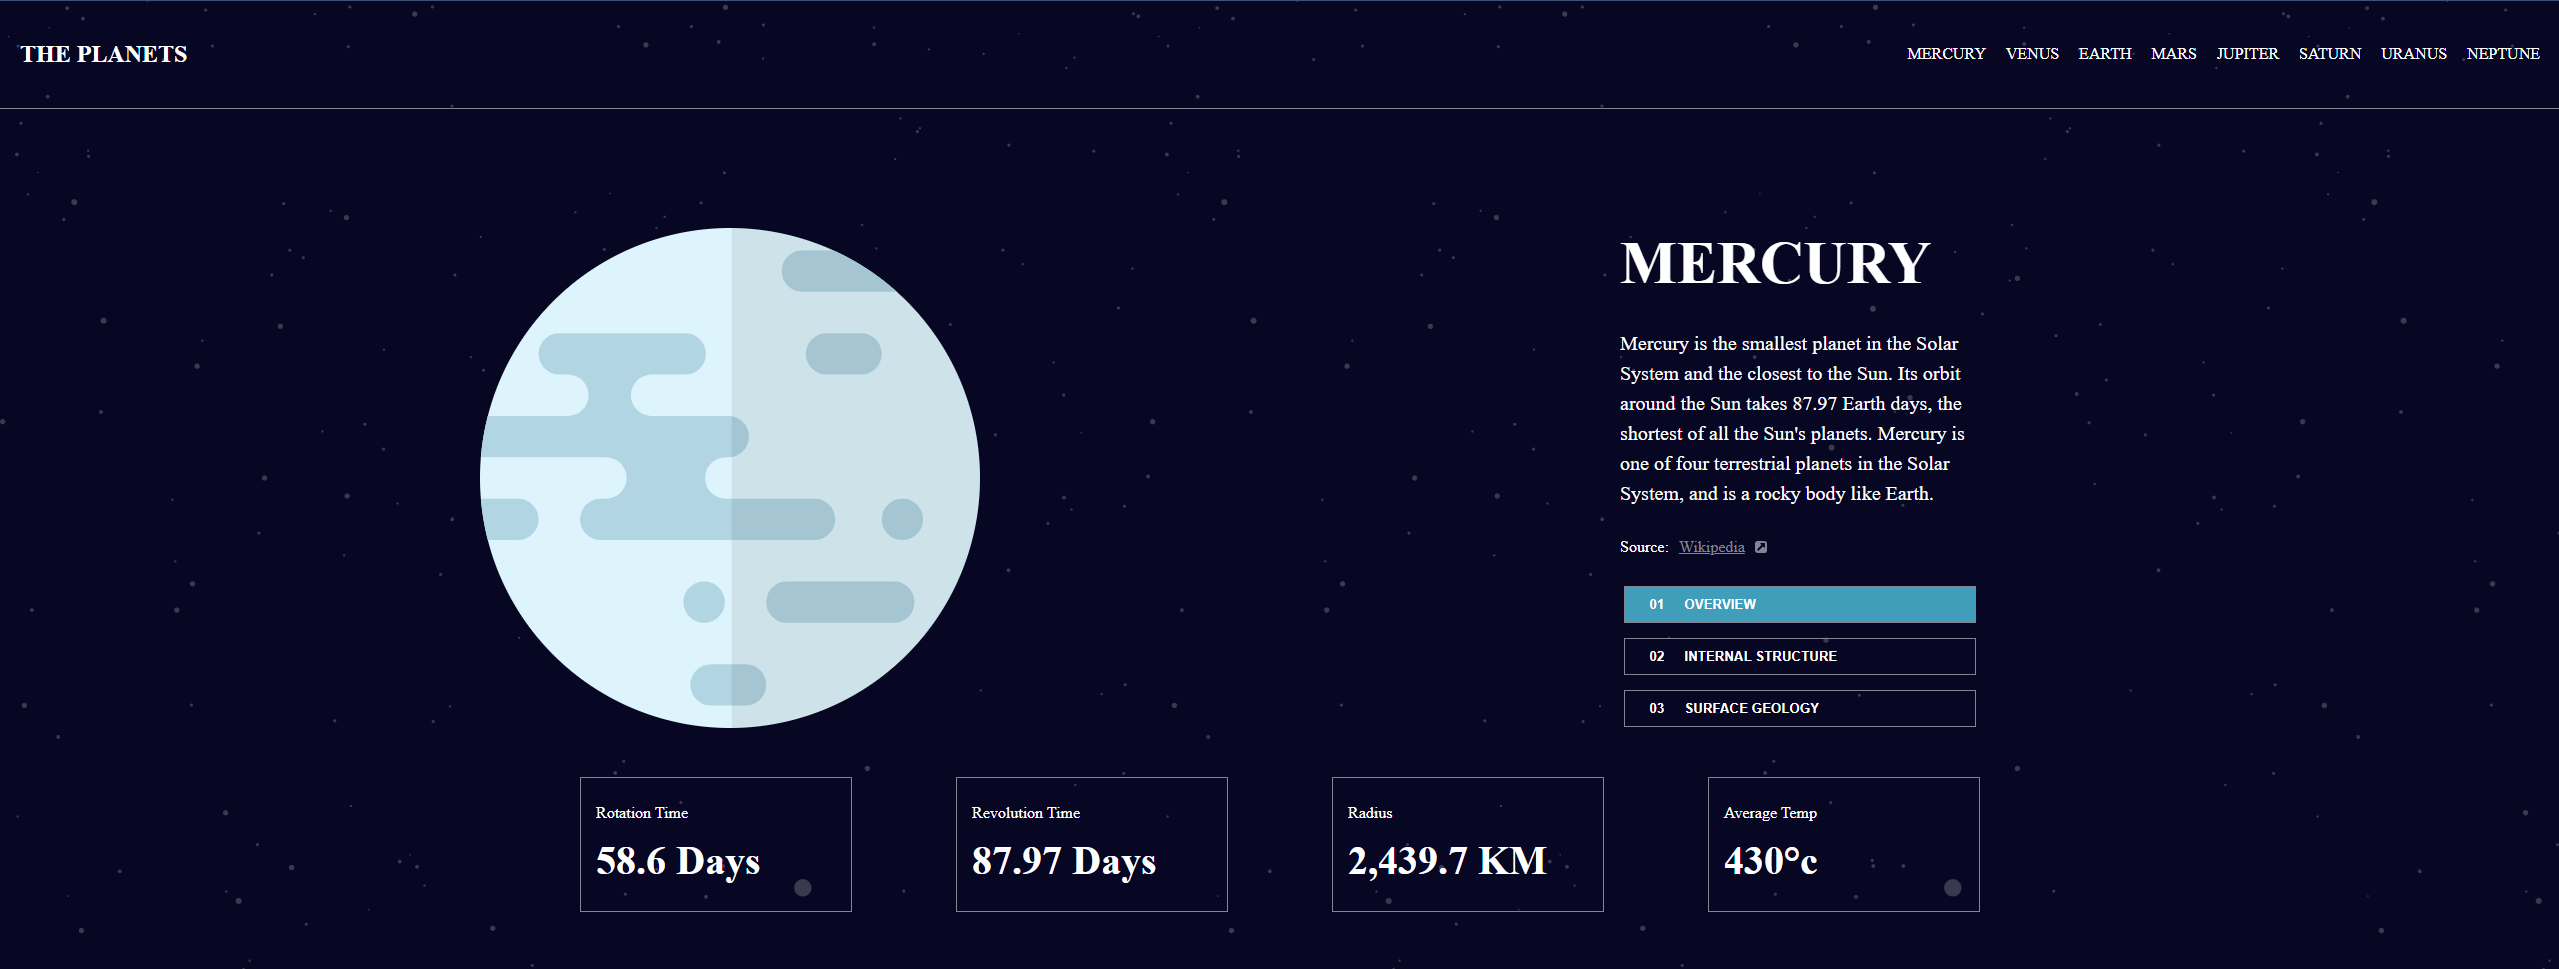 THE PLANETS
MERCURY VENUS EARTH MARS JUPITER SATURN URANUS NEPTUNE
MERCURY
Mercury is the smallest planet in the Solar
System and the closest to the Sun. Its orbit
around the Sun takes 87.97 Earth days, the
shortest of all the Sun's planets. Mercury is
one of four terrestrial planets in the Solar
System, and is a rocky body like Earth.
Source: Wikipedia
01 OVERVIEW
02 INTERNAL STRUCTURE
03 SURFACE GEOLOGY
Rotation Time
58.6 Days
Revolution Time
87.97 Days
Radius
2,439.7 KM
Average Temp
430°c